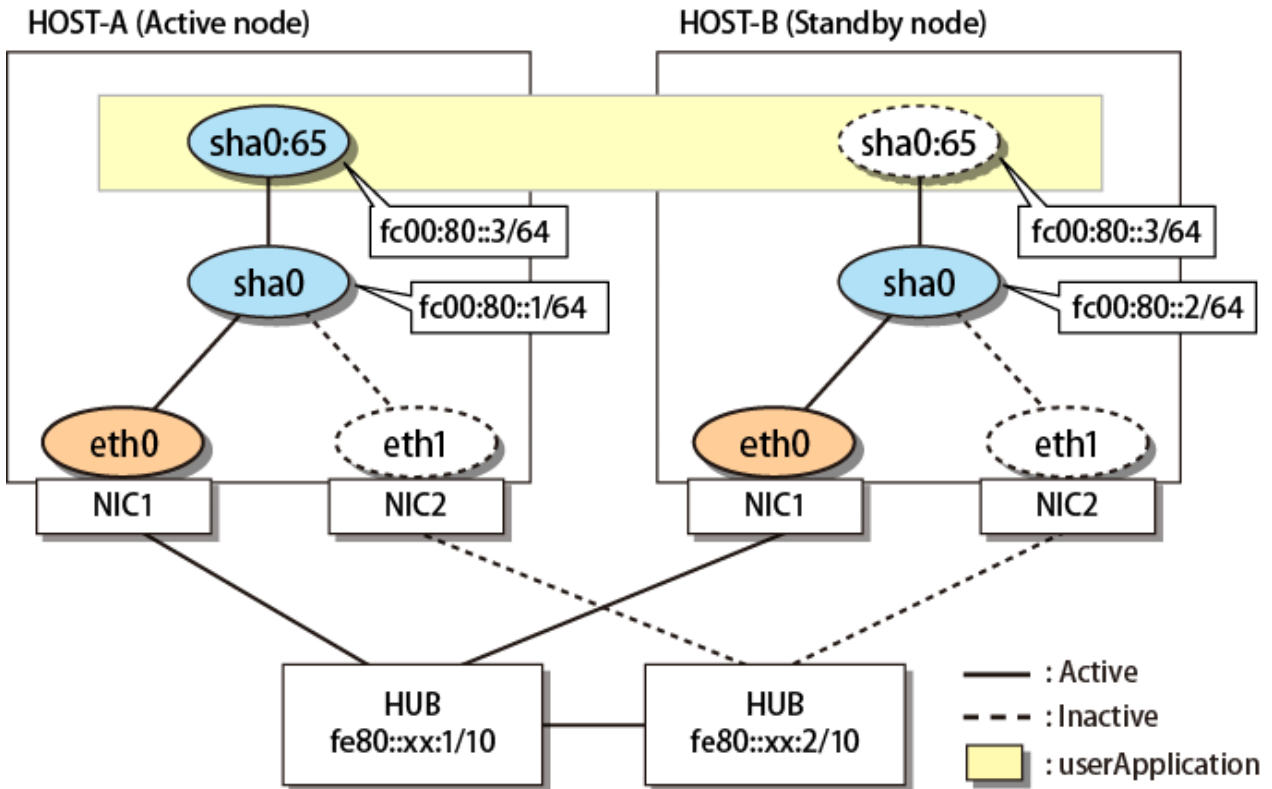 HOST-A (Active node)
HOST-B (Standby node)
sha0:65
sha0:65
fc00:80::3/64
fc00:80::3/64
sha0
sha0
fc00:80::1/64
fc00:80::2/64
eth0
eth1
eth0
eth1
NIC1
NIC2
NIC1
NIC2
HUB
fe80::xx:1/10
HUB
fe80::xx:2/10
: Active
: Inactive
: userApplication